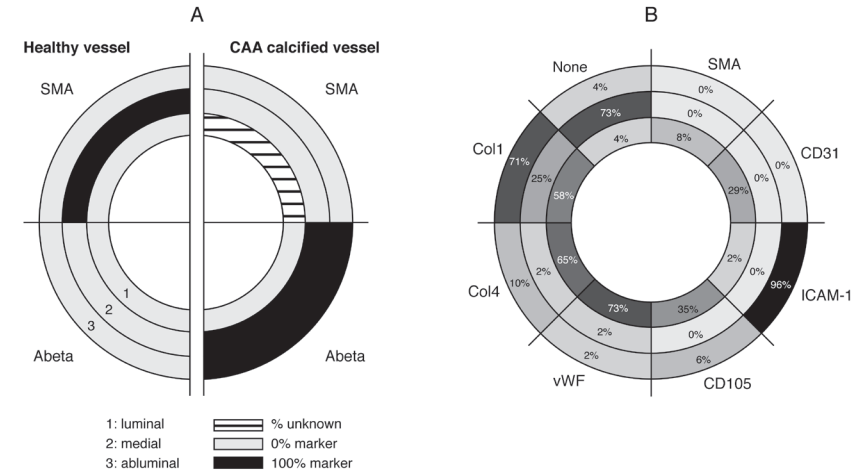 A
B
Healthy vessel
CAA calcified vessel
SMA
SMA
1
2
3
Abeta
Abeta
1: luminal
2: medial
3: abluminal
% unknown
0% marker
100% marker
None
SMA
4%
0%
73%
0%
4%
8%
Col1
CD31
71%
25%
58%
29%
0%
0%
Col4
ICAM-1
10%
2%
65%
2%
0%
96%
73%
35%
2%
0%
2%
6%
vWF
CD105